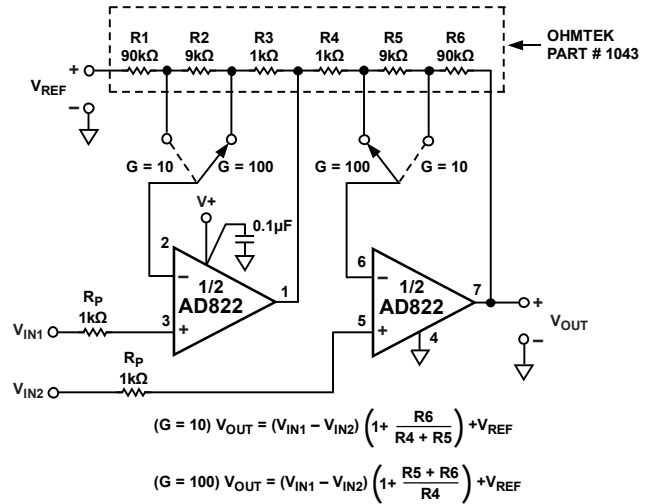 R1 R2 R3 R4 R5 R6
90kΩ 9kΩ 1kΩ 1kΩ 9kΩ 90kΩ
OHMTEK
PART # 1043
+
VREF
−
G = 10 G = 100 G = 100 G = 10
V+
0.1µF
2
−
1/2
AD822
1
3
+
6
−
1/2
AD822
7
5
+
4
RP
1kΩ
VIN1
RP
1kΩ
VIN2
+
VOUT
−
(G = 10) VOUT = (VIN1 – VIN2) (1+ R6 / R4 + R5) +VREF
(G = 100) VOUT = (VIN1 – VIN2) (1+ R5 + R6 / R4) +VREF